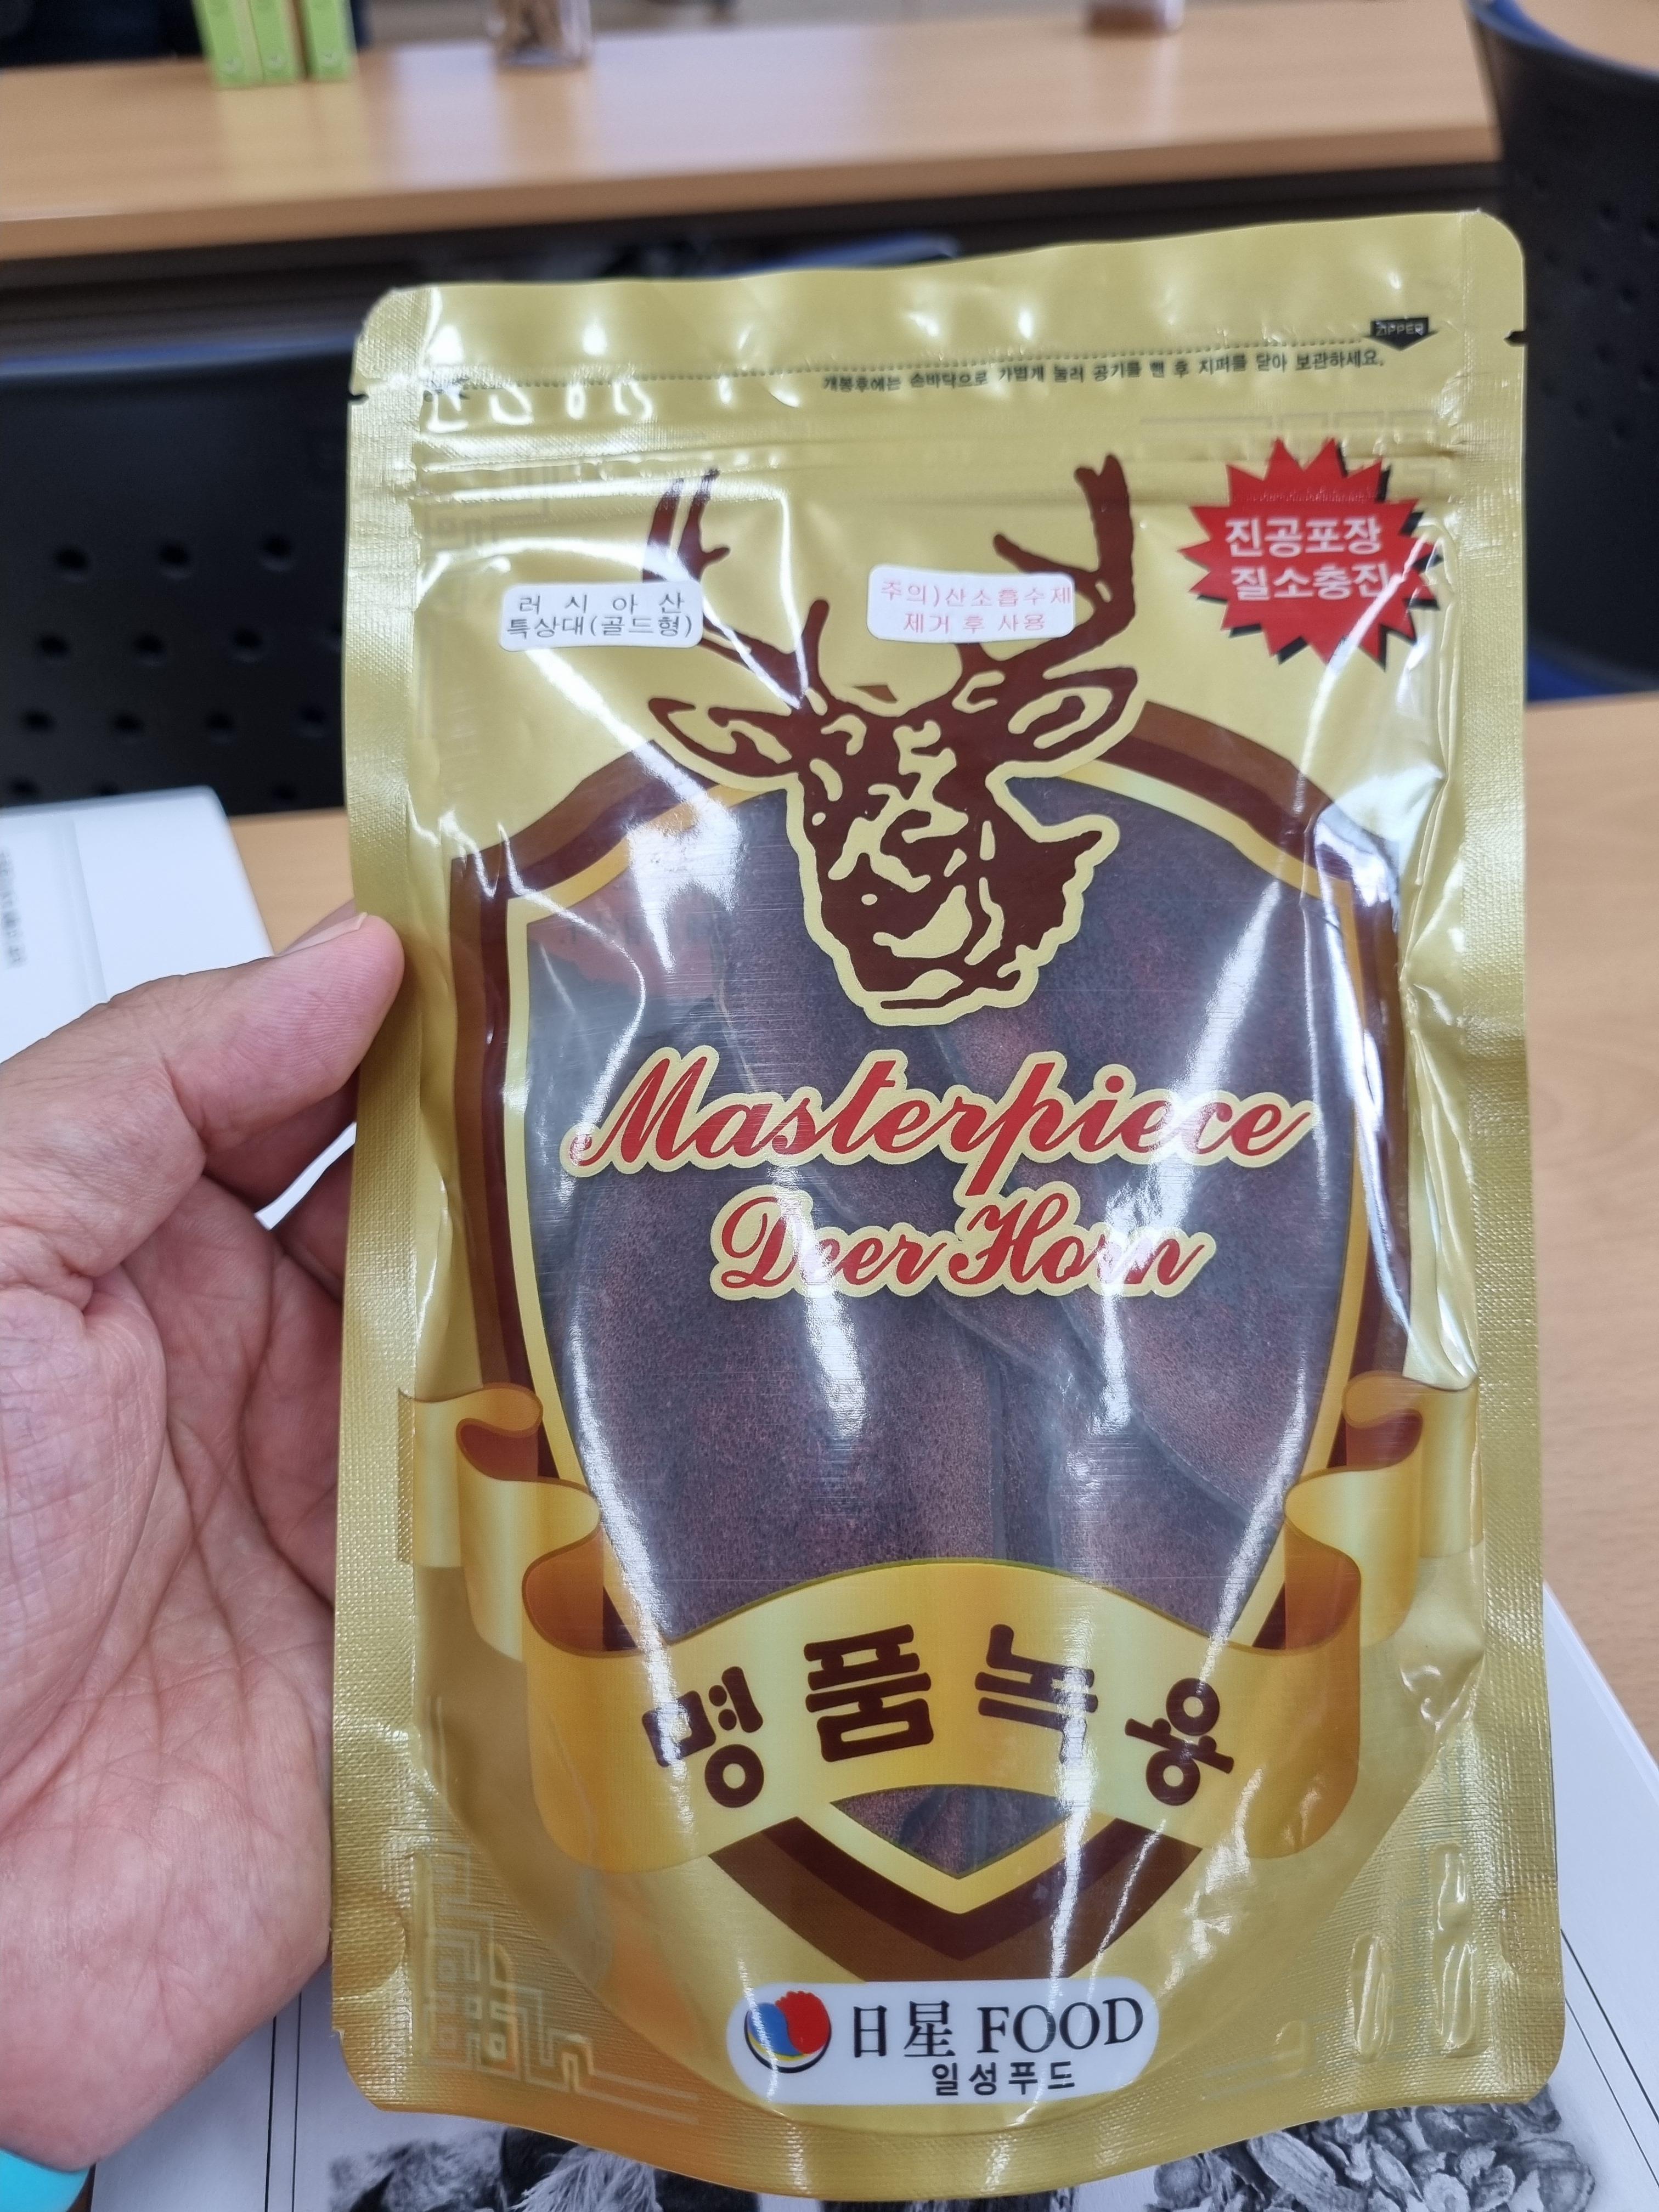 ZIPPER
개봉후에는 손바닥으로 가볍게 눌러 공기를 뺀 후 지퍼를 닫아 보관하세요.
진공포장
질소충진
러 시 아 산
특상대(골드형)
주의)산소흡수제
제거 후 사용
Masterpiece
Deer Horn
명품녹용
日星 FOOD
일성푸드